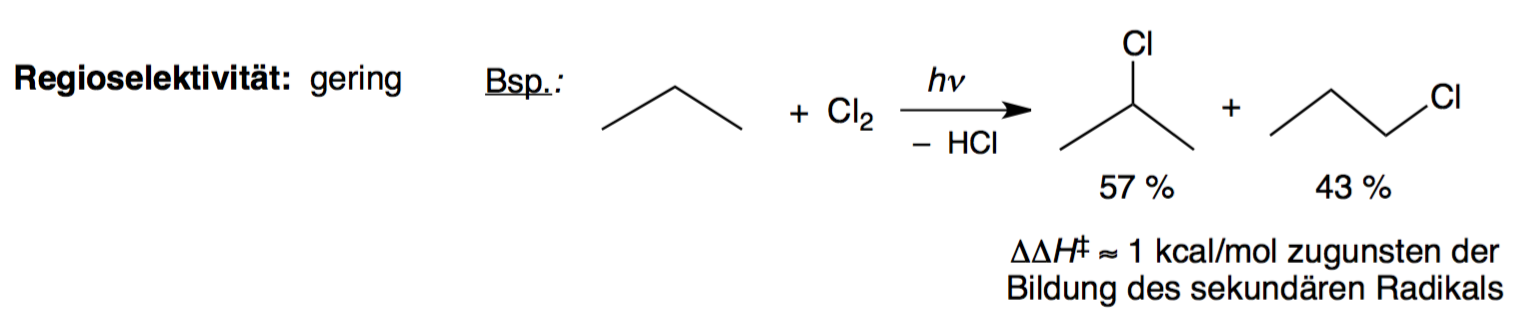 Regioselektivität: gering Bsp.: + Cl₂ hν – HCl Cl + Cl
57 % 43 %
ΔΔH‡ ≈ 1 kcal/mol zugunsten der
Bildung des sekundären Radikals